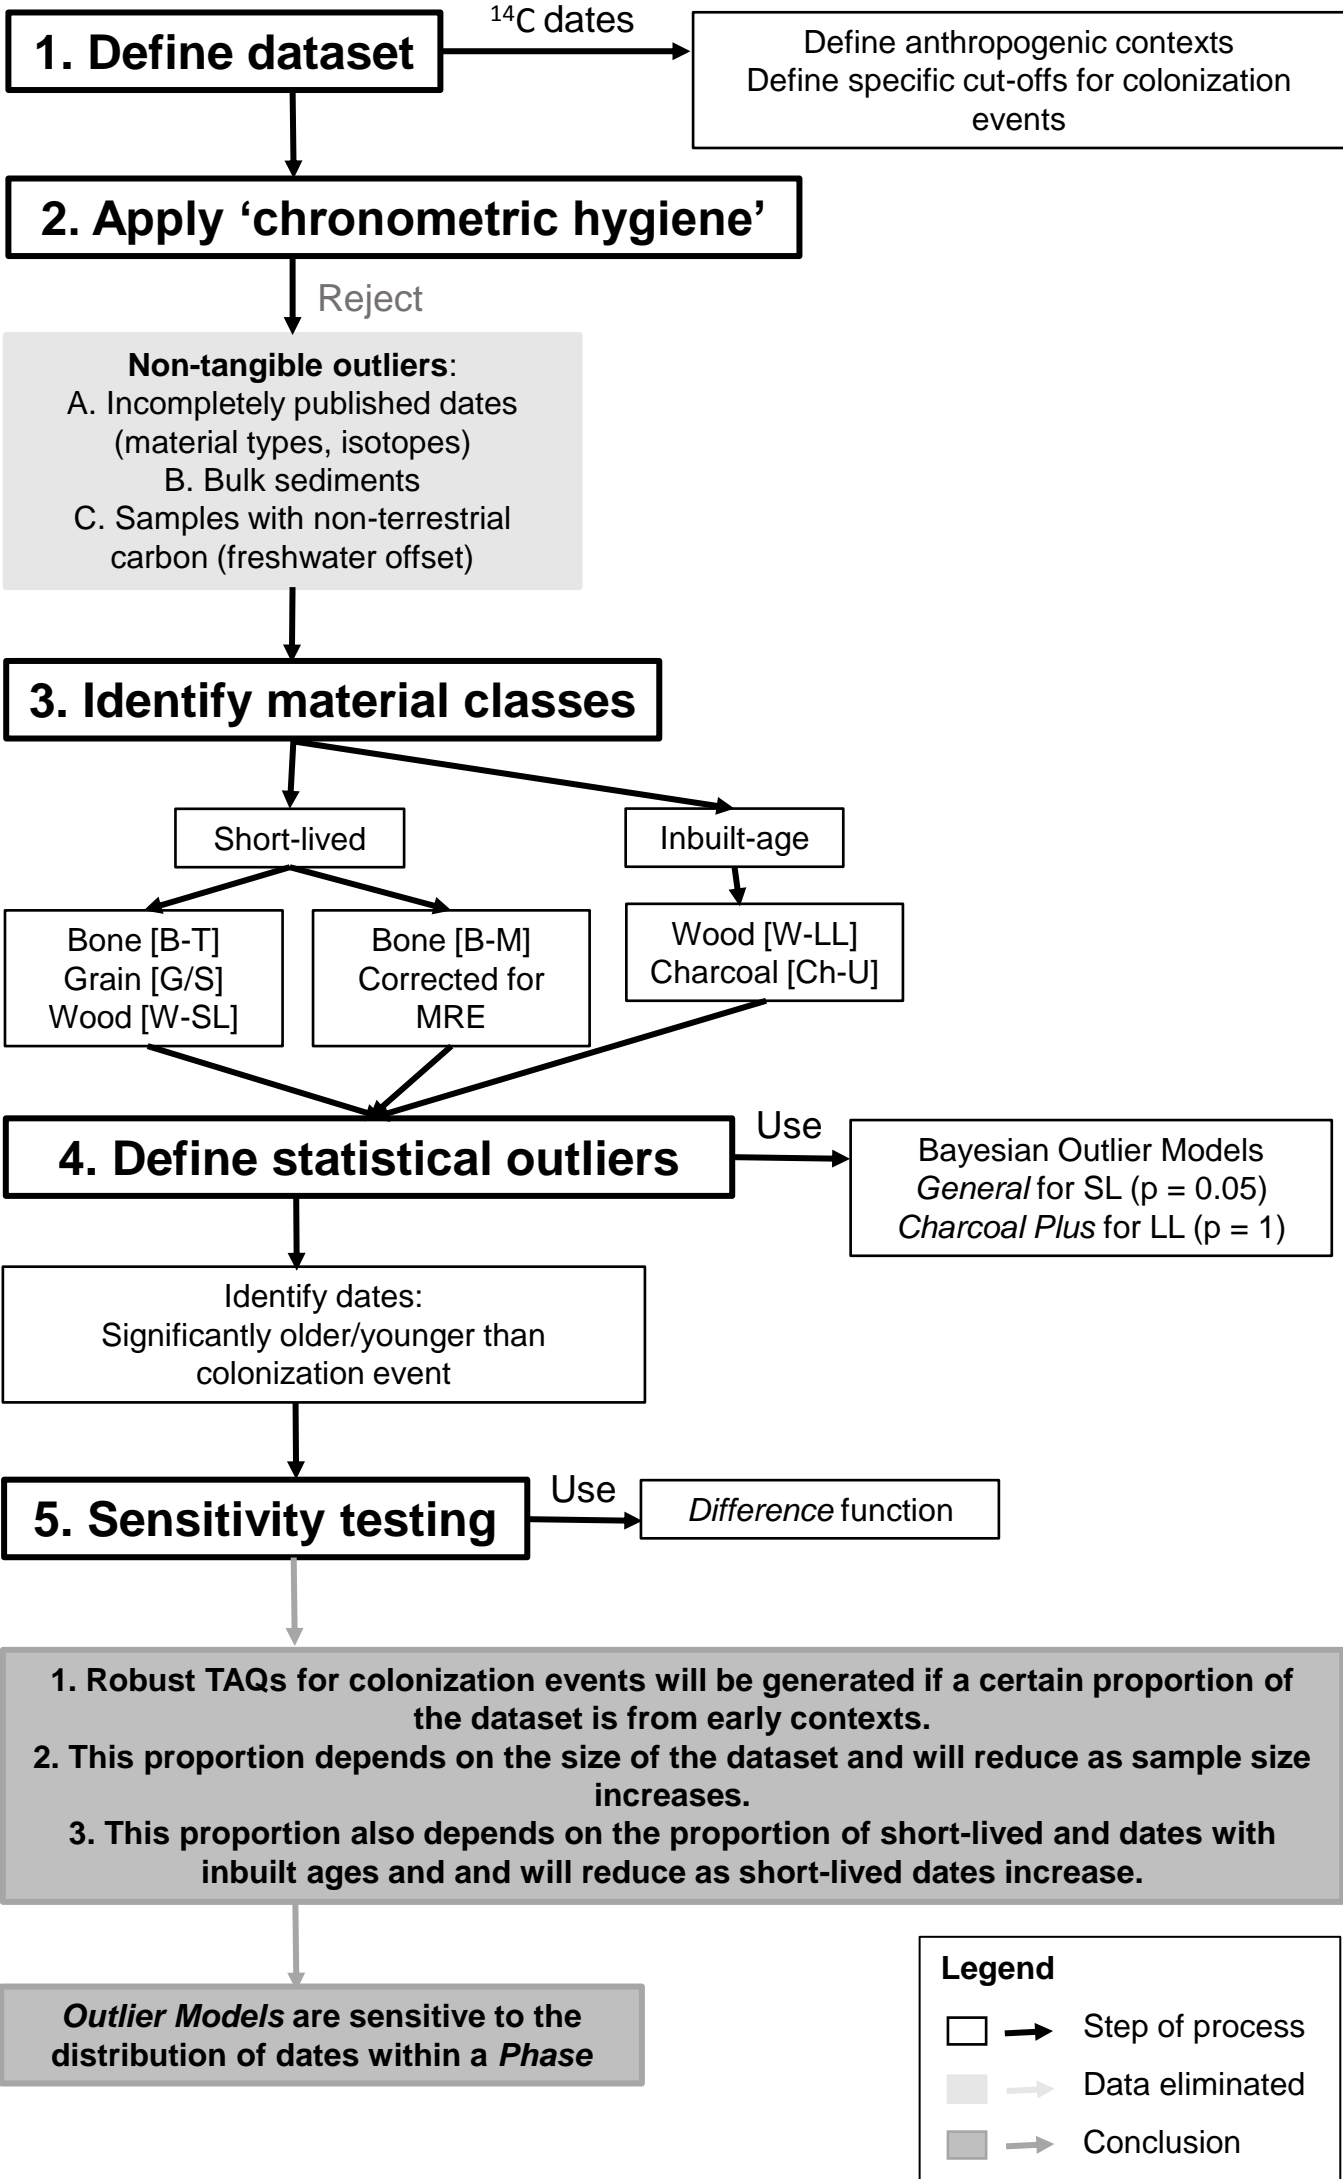 1. Define dataset
¹⁴C dates
Define anthropogenic contexts
Define specific cut-offs for colonization
events
2. Apply ‘chronometric hygiene’
Reject
Non-tangible outliers:
A. Incompletely published dates
(material types, isotopes)
B. Bulk sediments
C. Samples with non-terrestrial
carbon (freshwater offset)
3. Identify material classes
Short-lived
Inbuilt-age
Bone [B-T]
Grain [G/S]
Wood [W-SL]
Bone [B-M]
Corrected for
MRE
Wood [W-LL]
Charcoal [Ch-U]
4. Define statistical outliers
Use
Bayesian Outlier Models
General for SL (p = 0.05)
Charcoal Plus for LL (p = 1)
Identify dates:
Significantly older/younger than
colonization event
5. Sensitivity testing
Use
Difference function
1. Robust TAQs for colonization events will be generated if a certain proportion of
the dataset is from early contexts.
2. This proportion depends on the size of the dataset and will reduce as sample size
increases.
3. This proportion also depends on the proportion of short-lived and dates with
inbuilt ages and and will reduce as short-lived dates increase.
Outlier Models are sensitive to the
distribution of dates within a Phase
Legend
Step of process
Data eliminated
Conclusion